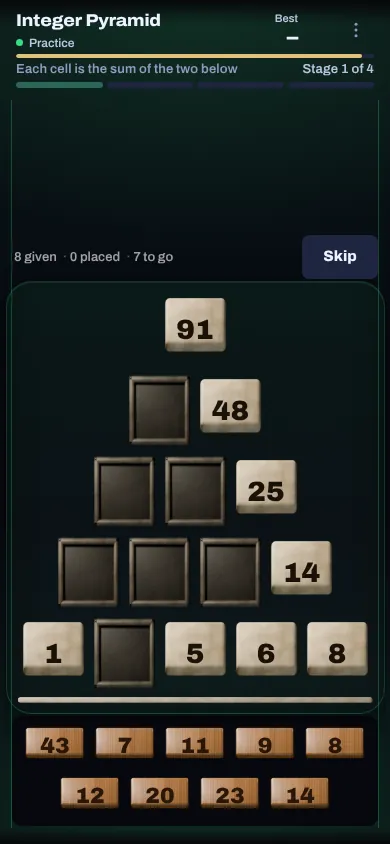 Integer Pyramid
Best
Practice
–
Each cell is the sum of the two below
Stage 1 of 4
8 given · 0 placed · 7 to go
Skip
91
48
25
14
1 5 6 8
43 7 11 9 8
12 20 23 14